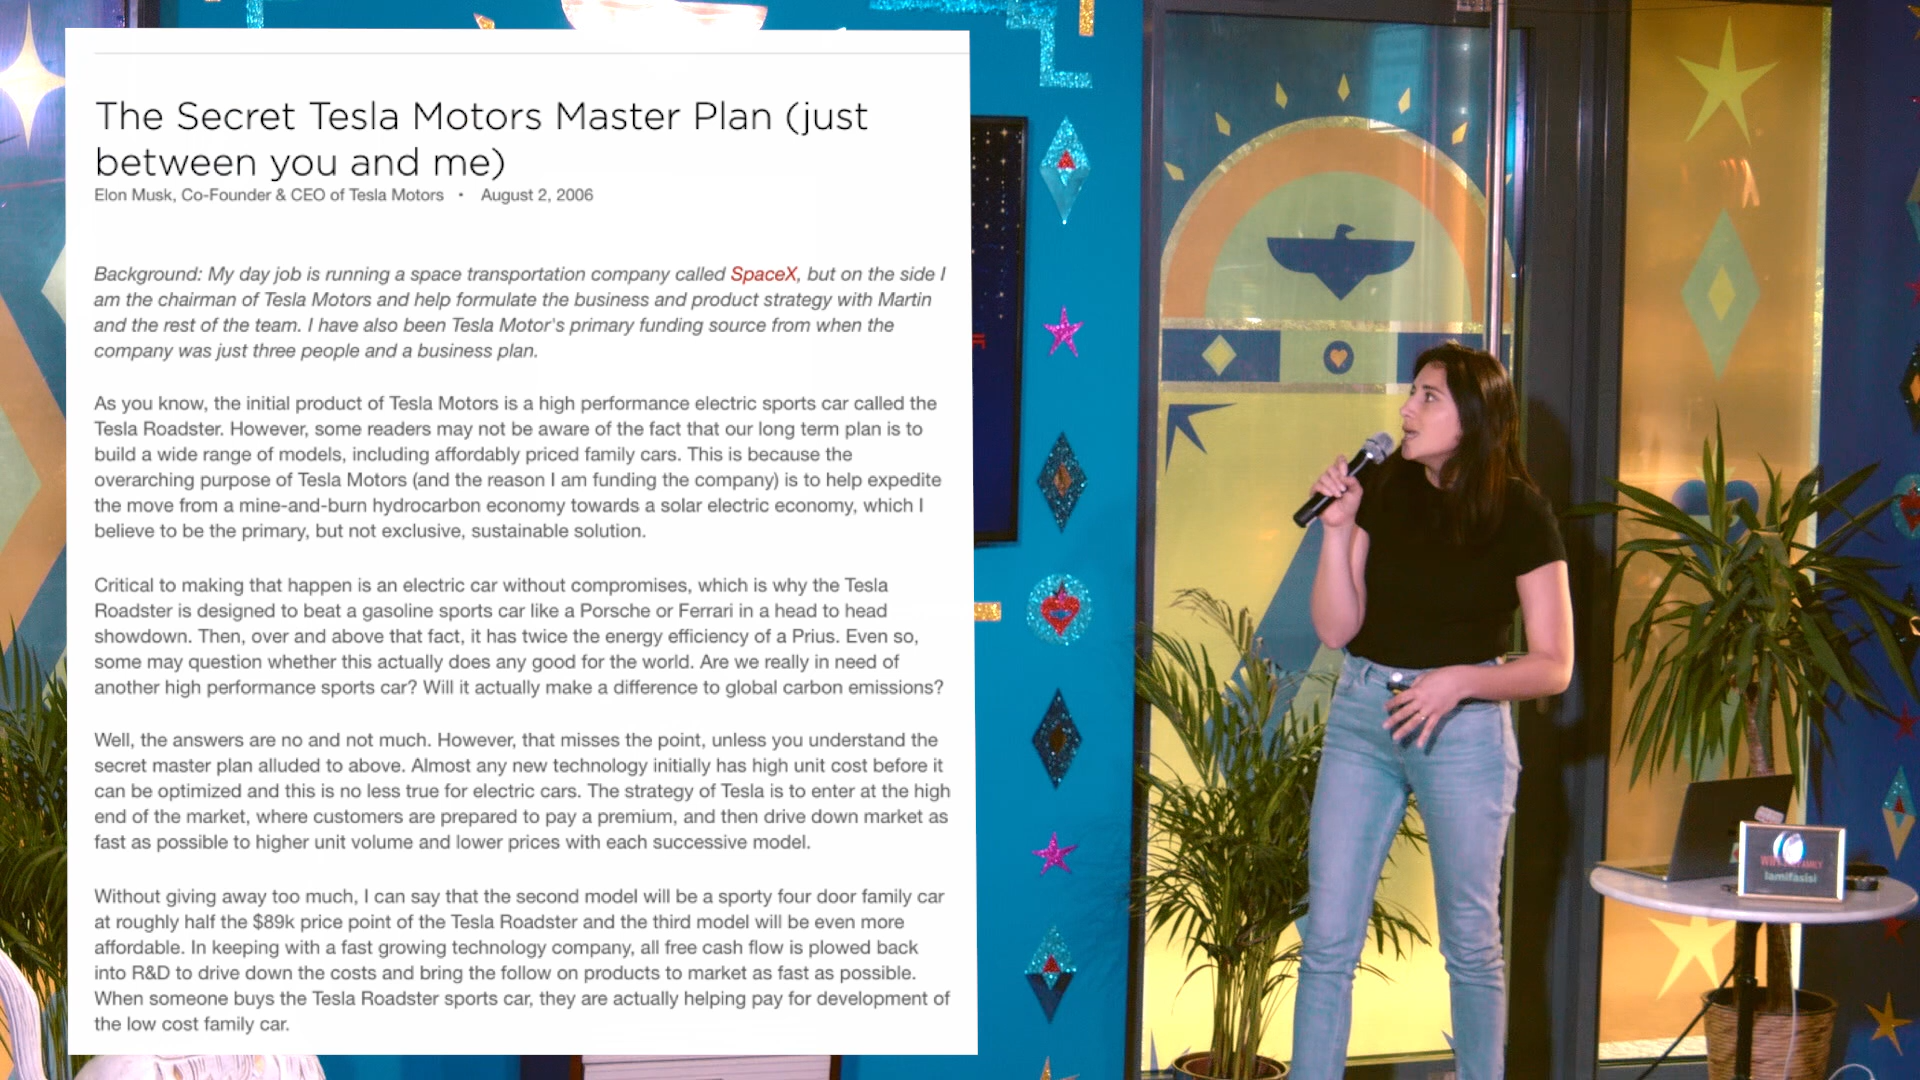 The Secret Tesla Motors Master Plan (just
between you and me)
Elon Musk, Co-Founder & CEO of Tesla Motors • August 2, 2006
Background: My day job is running a space transportation company called SpaceX, but on the side I
am the chairman of Tesla Motors and help formulate the business and product strategy with Martin
and the rest of the team. I have also been Tesla Motor's primary funding source from when the
company was just three people and a business plan.
As you know, the initial product of Tesla Motors is a high performance electric sports car called the
Tesla Roadster. However, some readers may not be aware of the fact that our long term plan is to
build a wide range of models, including affordably priced family cars. This is because the
overarching purpose of Tesla Motors (and the reason I am funding the company) is to help expedite
the move from a mine-and-burn hydrocarbon economy towards a solar electric economy, which I
believe to be the primary, but not exclusive, sustainable solution.
Critical to making that happen is an electric car without compromises, which is why the Tesla
Roadster is designed to beat a gasoline sports car like a Porsche or Ferrari in a head to head
showdown. Then, over and above that fact, it has twice the energy efficiency of a Prius. Even so,
some may question whether this actually does any good for the world. Are we really in need of
another high performance sports car? Will it actually make a difference to global carbon emissions?
Well, the answers are no and not much. However, that misses the point, unless you understand the
secret master plan alluded to above. Almost any new technology initially has high unit cost before it
can be optimized and this is no less true for electric cars. The strategy of Tesla is to enter at the high
end of the market, where customers are prepared to pay a premium, and then drive down market as
fast as possible to higher unit volume and lower prices with each successive model.
Without giving away too much, I can say that the second model will be a sporty four door family car
at roughly half the $89k price point of the Tesla Roadster and the third model will be even more
affordable. In keeping with a fast growing technology company, all free cash flow is plowed back
into R&D to drive down the costs and bring the follow on products to market as fast as possible.
When someone buys the Tesla Roadster sports car, they are actually helping pay for development of
the low cost family car.
lamifasisi